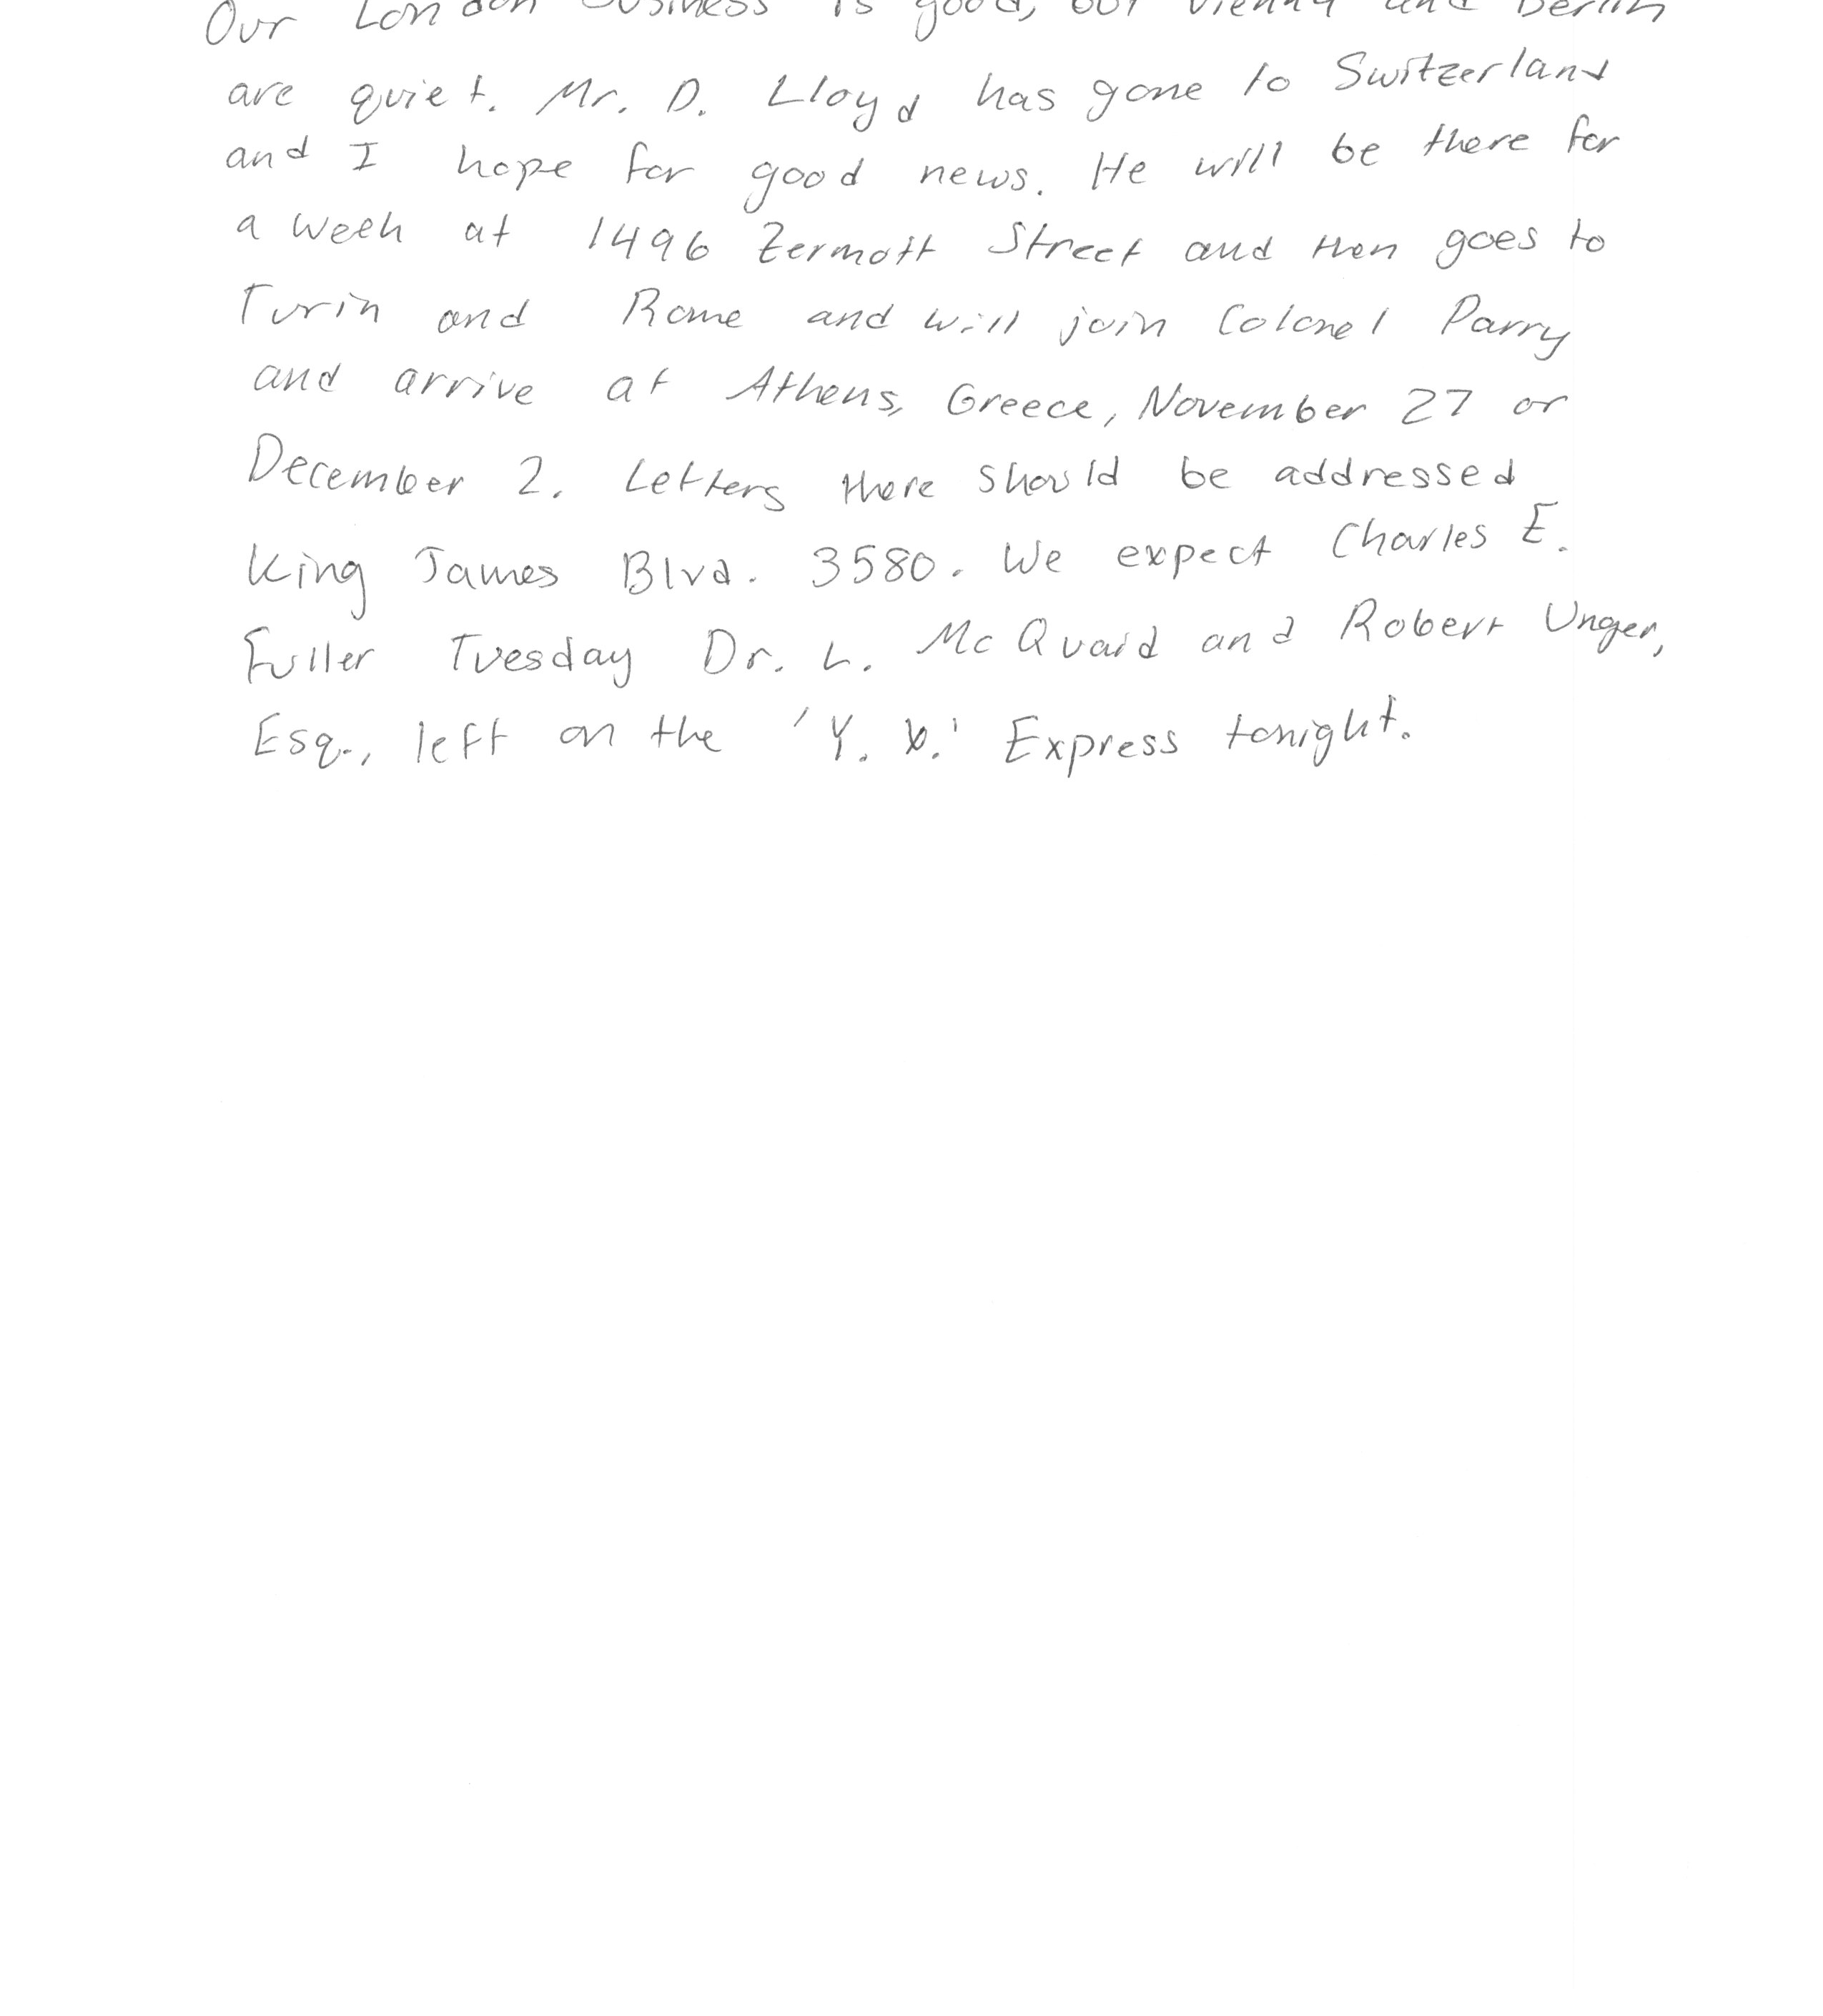 Our London business is good, but Vienna and Berlin
are quiet. Mr. D. Lloyd has gone to Switzerland
and I hope for good news. He will be there for
a week at 1496 Zermott Street and then goes to
Turin and Rome and will join Colonel Parry
and arrive at Athens, Greece, November 27 or
December 2. Letters there should be addressed
King James Blvd. 3580. We expect Charles E.
Fuller Tuesday Dr. L. McQuaid and Robert Unger,
Esq., left on the 'Y. X.' Express tonight.